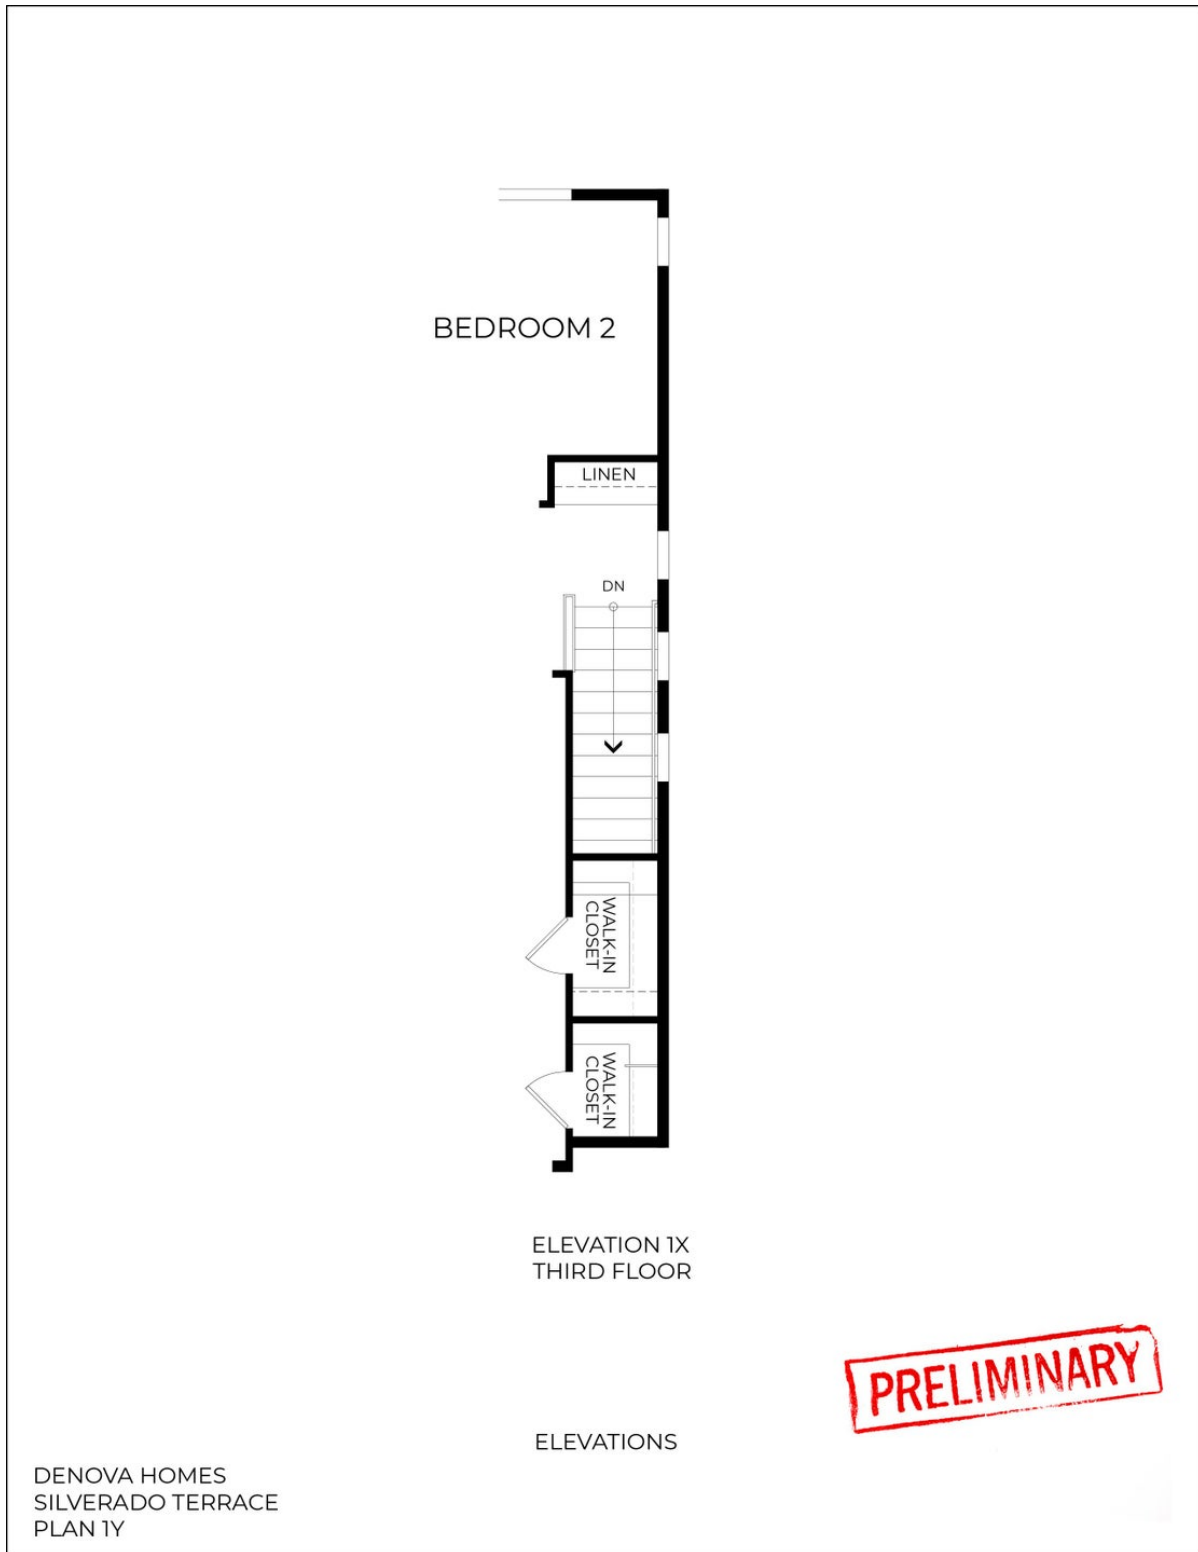 BEDROOM 2
LINEN
DN
WALK-IN
CLOSET
WALK-IN
CLOSET
ELEVATION 1X
THIRD FLOOR
PRELIMINARY
ELEVATIONS
DENOVA HOMES
SILVERADO TERRACE
PLAN 1Y